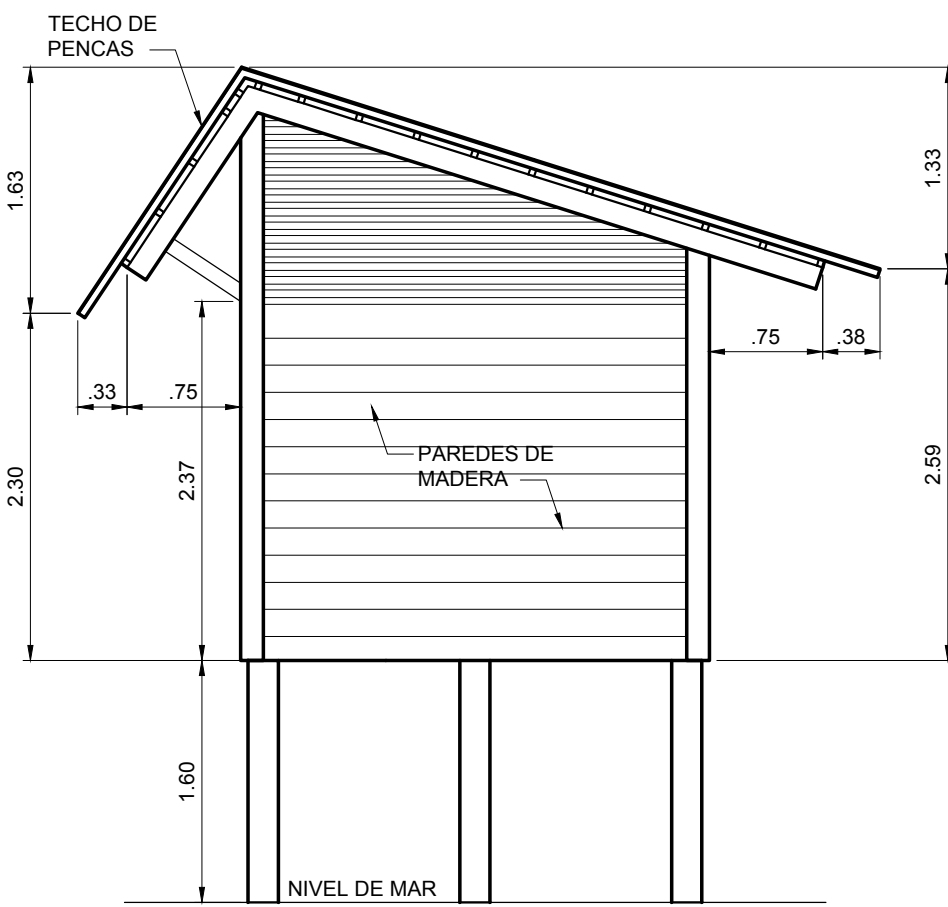 TECHO DE
PENCAS
1.63
1.33
.75
.38
.33
.75
PAREDES DE
MADERA
2.30
2.37
2.59
1.60
NIVEL DE MAR